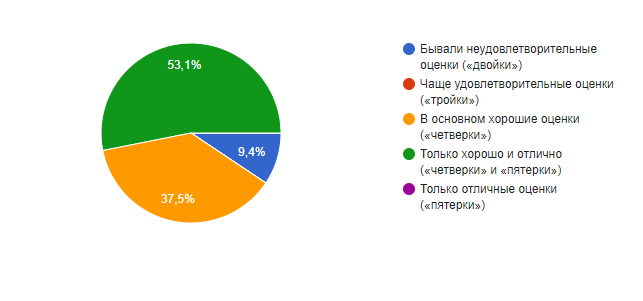 53,1%
9,4%
37,5%
Бывали неудовлетворительные
оценки («двойки»)
Чаще удовлетворительные оценки
(«тройки»)
В основном хорошие оценки
(«четверки»)
Только хорошо и отлично
(«четверки» и «пятерки»)
Только отличные оценки
(«пятерки»)